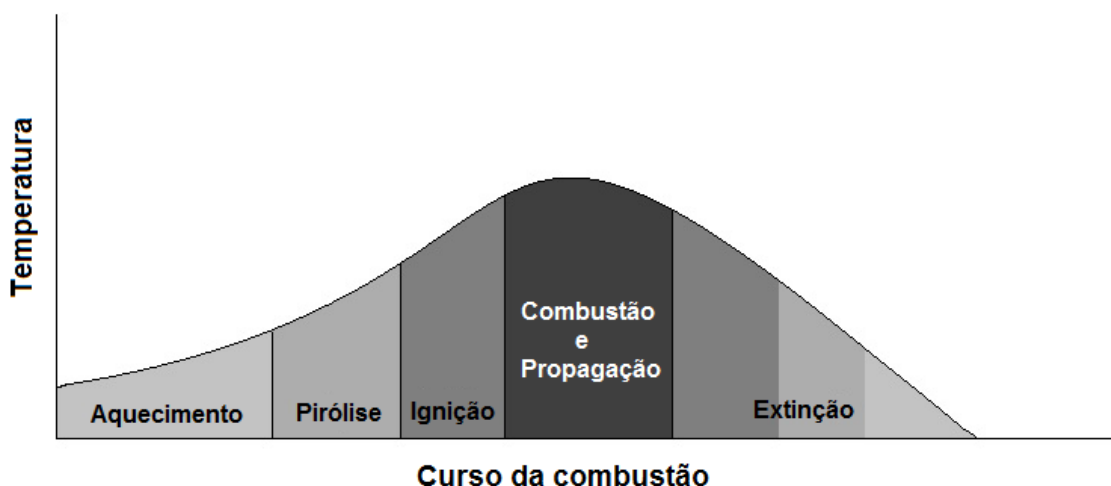 Temperatura
Aquecimento
Pirólise
Ignição
Combustão
e
Propagação
Extinção
Curso da combustão